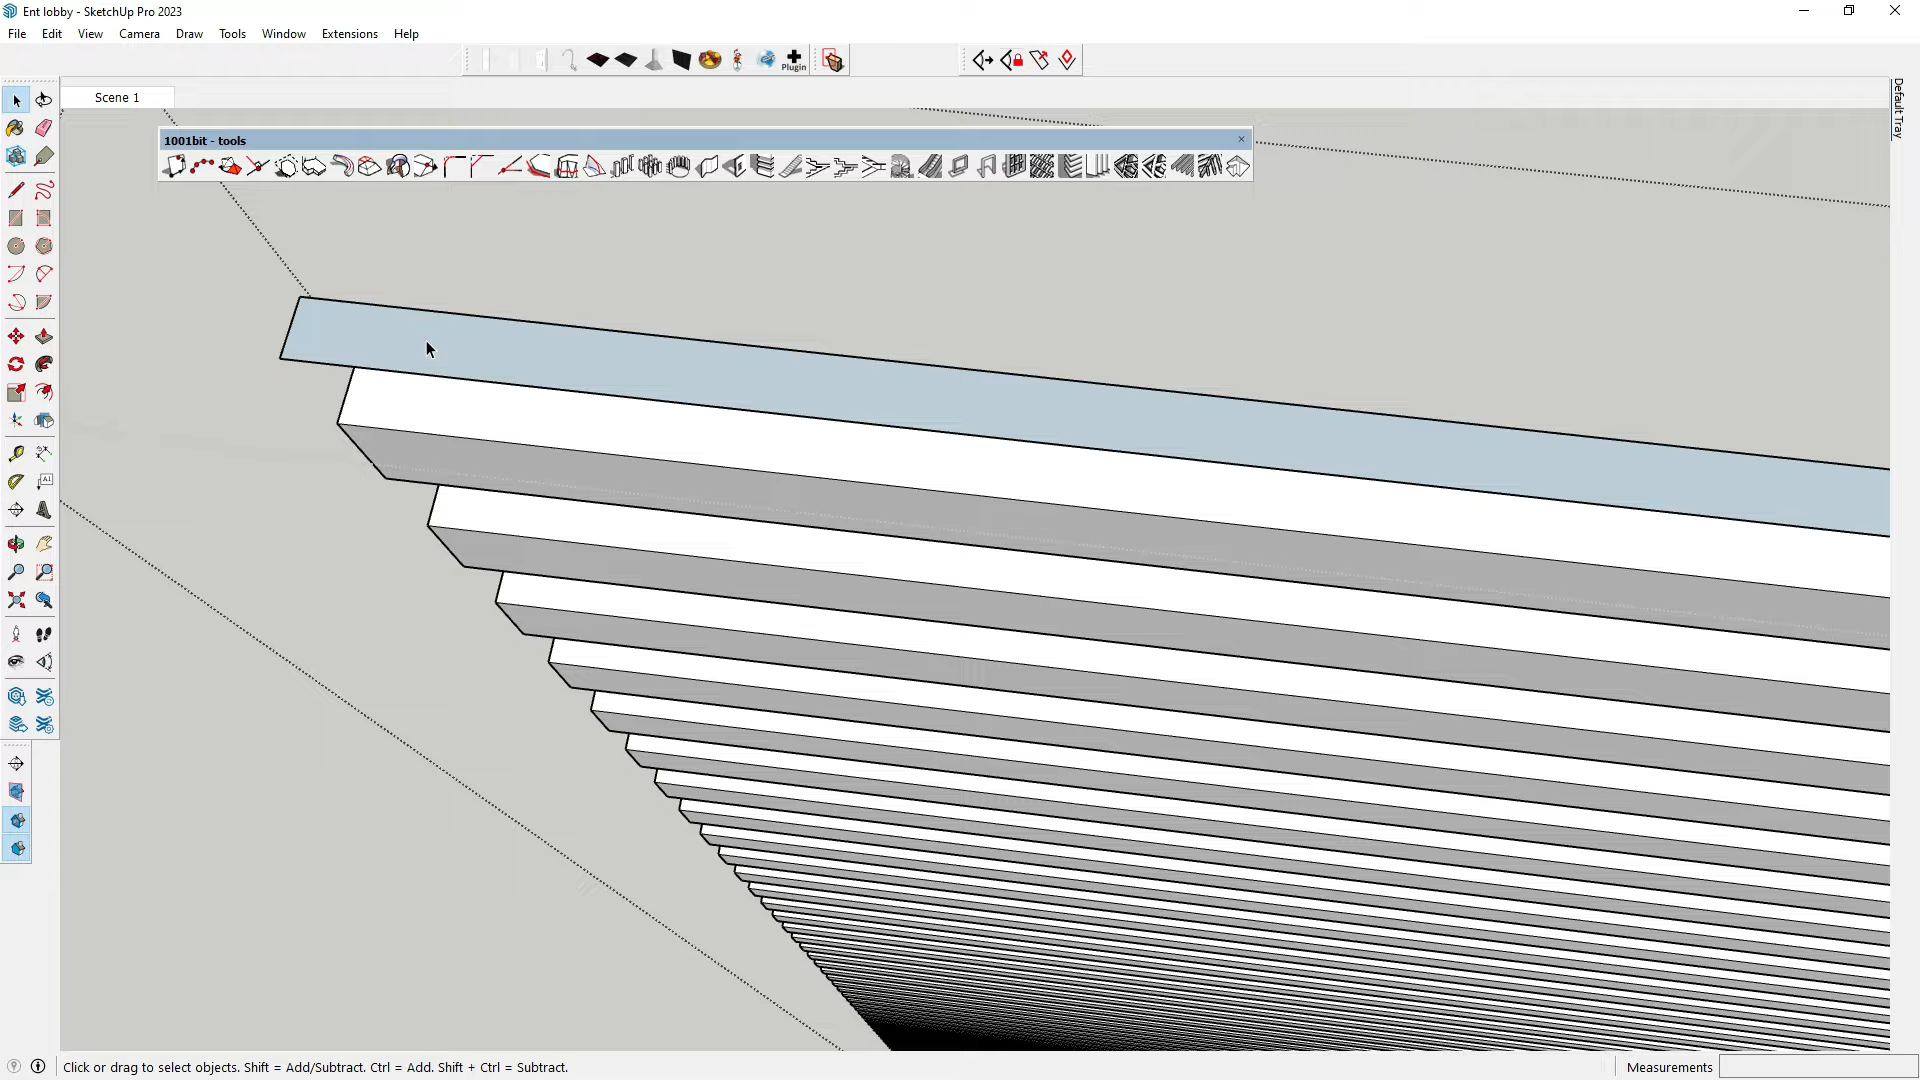 Ent lobby - SketchUp Pro 2023
File Edit View Camera Draw Tools Window Extensions Help
Plugin
Scene 1
Default Tray
1001bit - tools
A1
Click or drag to select objects. Shift = Add/Subtract. Ctrl = Add. Shift + Ctrl = Subtract.
Measurements